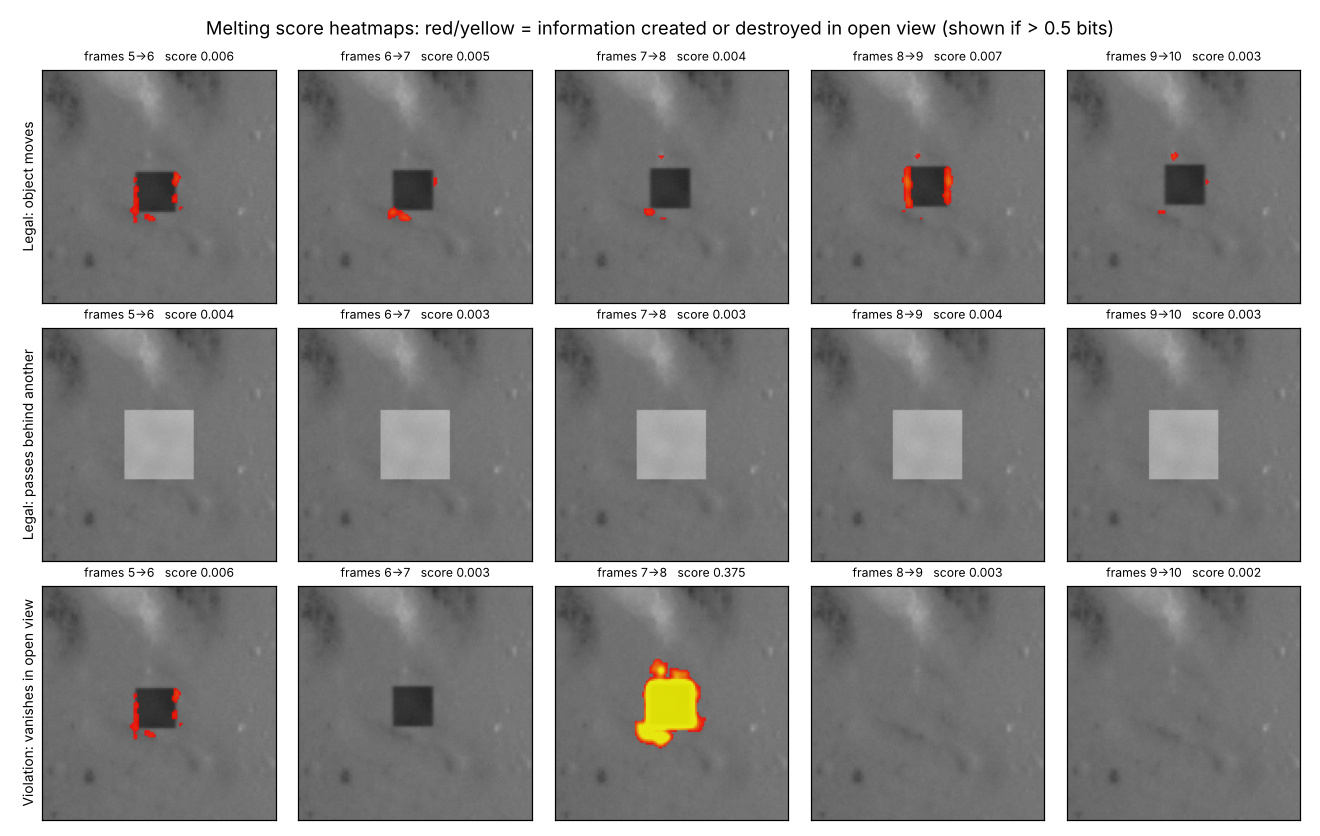 Melting score heatmaps: red/yellow = information created or destroyed in open view (shown if > 0.5 bits)
frames 5→6   score 0.006
frames 6→7   score 0.005
frames 7→8   score 0.004
frames 8→9   score 0.007
frames 9→10   score 0.003
Legal: object moves
frames 5→6   score 0.004
frames 6→7   score 0.003
frames 7→8   score 0.003
frames 8→9   score 0.004
frames 9→10   score 0.003
Legal: passes behind another
frames 5→6   score 0.006
frames 6→7   score 0.003
frames 7→8   score 0.375
frames 8→9   score 0.003
frames 9→10   score 0.002
Violation: vanishes in open view